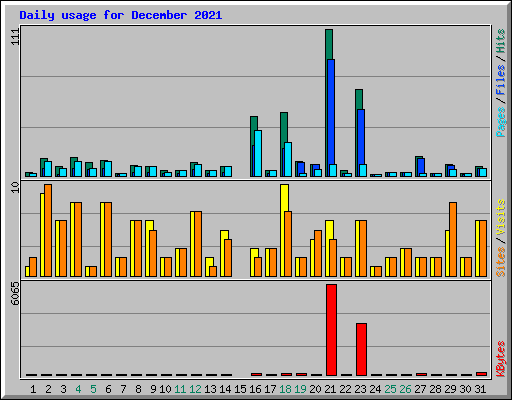 Daily usage for December 2021
111
Pages / Files / Hits
10
Sites / Visits
6065
KBytes
1 2 3 4 5 6 7 8 9 10 11 12 13 14 15 16 17 18 19 20 21 22 23 24 25 26 27 28 29 30 31